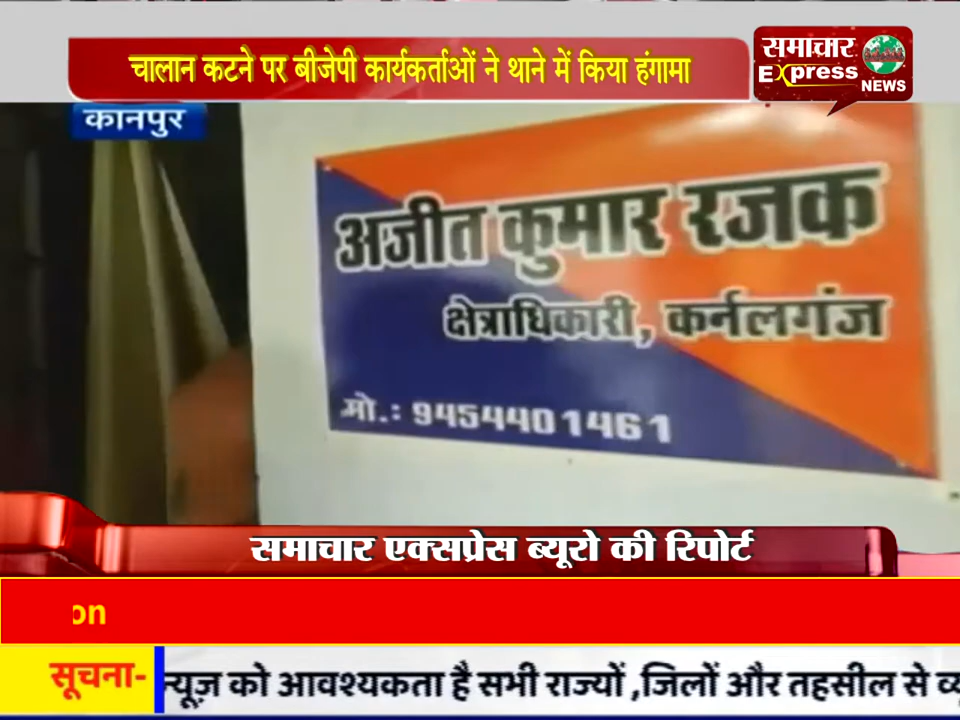 चालान कटने पर बीजेपी कार्यकर्ताओं ने थाने में किया हंगामा
समाचार
Express
NEWS
कानपुर
अजीत कुमार रजक
क्षेत्राधिकारी, कर्नलगंज
मो.: 9454401461
समाचार एक्सप्रेस ब्यूरो की रिपोर्ट
on
सूचना- न्यूज़ को आवश्यकता है सभी राज्यों ,जिलों और तहसील से